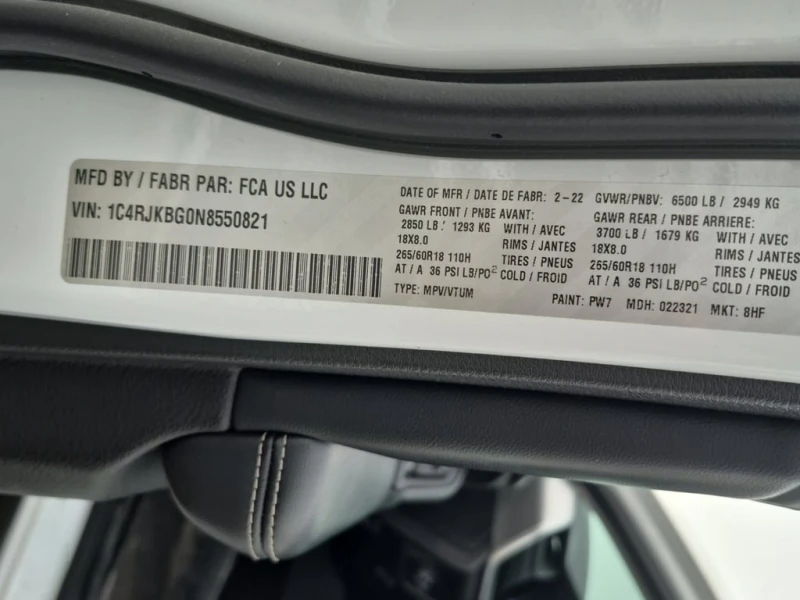 MFD BY / FABR PAR: FCA US LLC
VIN: 1C4RJKBG0N8550821
DATE OF MFR / DATE DE FABR: 2-22 GVWR/PNBV: 6500 LB / 2949 KG
GAWR FRONT / PNBE AVANT: GAWR REAR / PNBE ARRIERE:
2850 LB / 1293 KG WITH / AVEC 3700 LB / 1679 KG WITH / AVEC
18X8.0 RIMS / JANTES 18X8.0 RIMS / JANTES
265/60R18 110H TIRES / PNEUS 265/60R18 110H TIRES / PNEUS
AT / A 36 PSI LB/PO² COLD / FROID AT / A 36 PSI LB/PO² COLD / FROID
TYPE: MPV/VTUM PAINT: PW7 MDH: 022321 MKT: 8HF